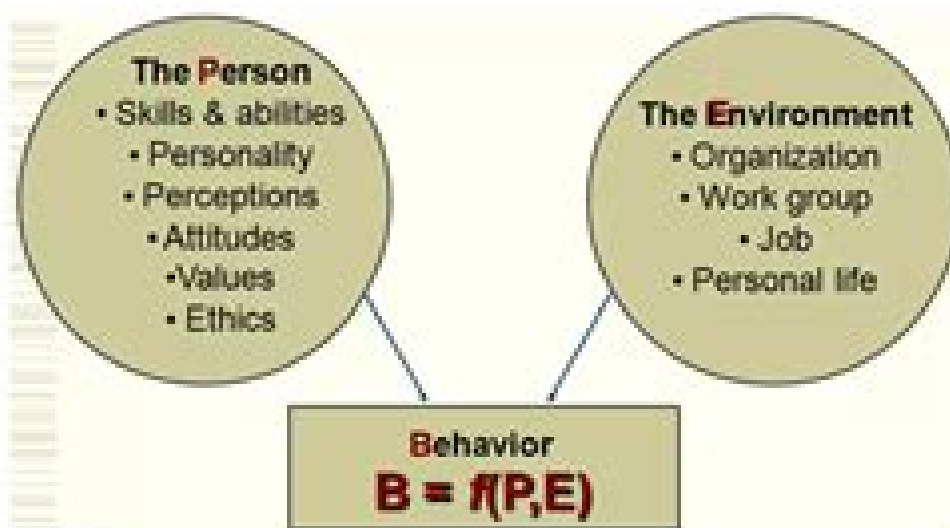 The Person
• Skills & abilities
• Personality
• Perceptions
• Attitudes
• Values
• Ethics
The Environment
• Organization
• Work group
• Job
• Personal life
Behavior
B = f(P,E)